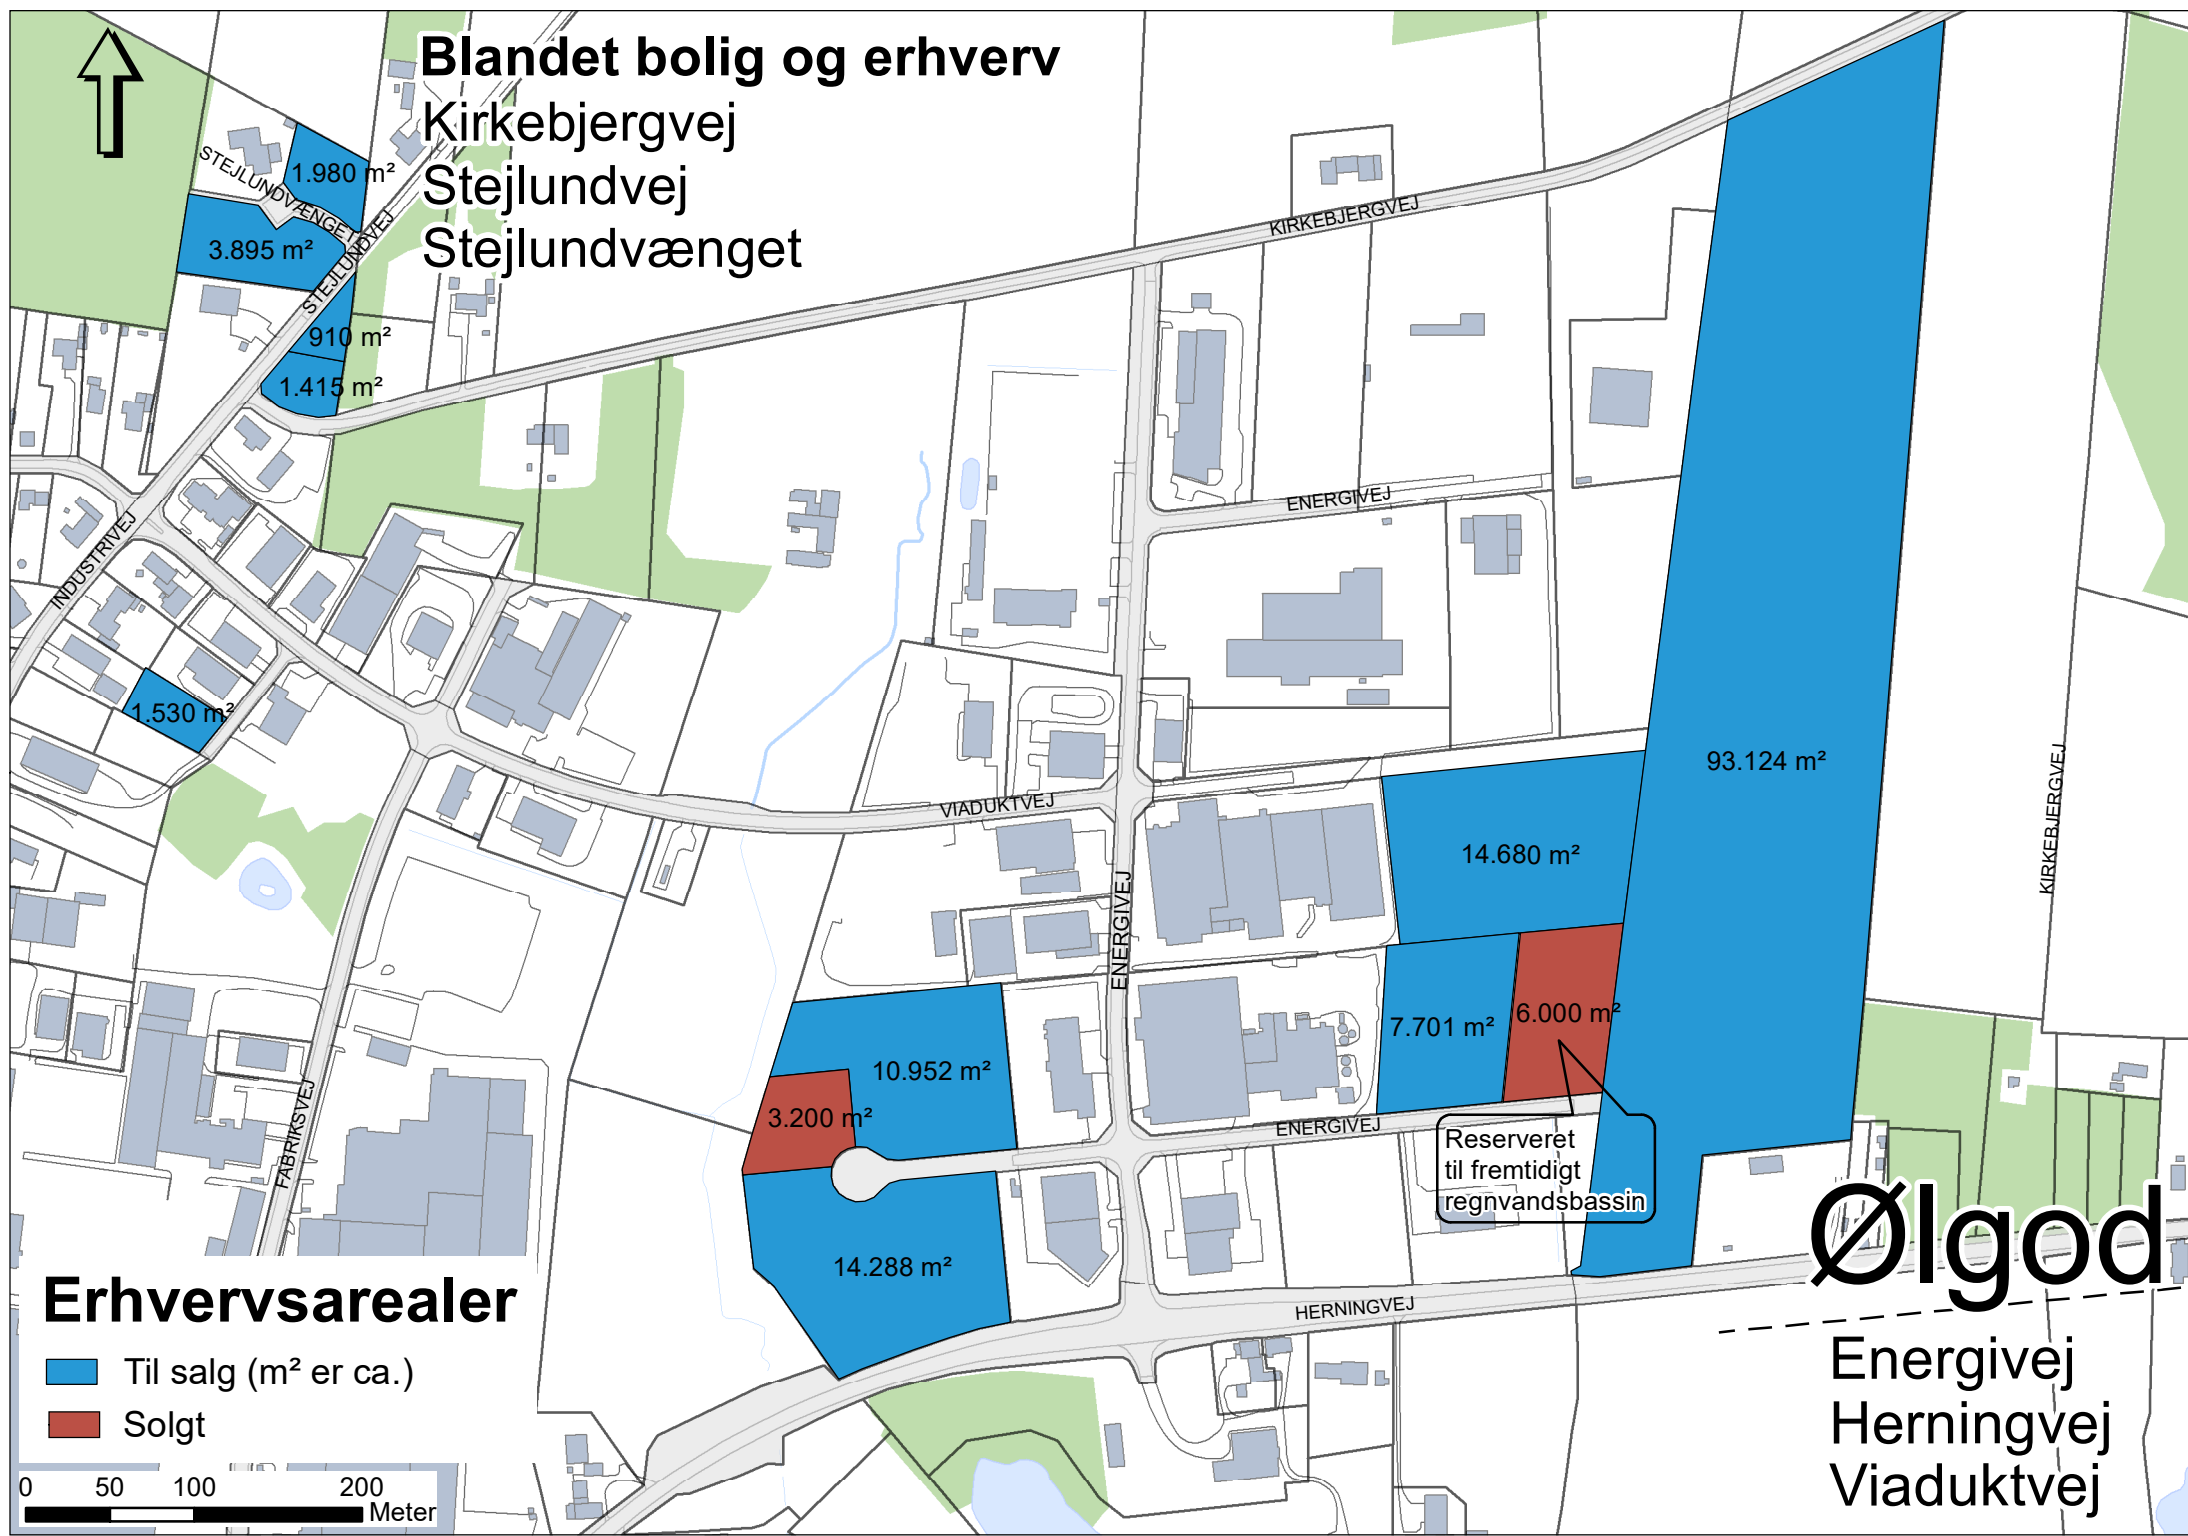 Blandet bolig og erhverv
Kirkebjergvej
Stejlundvej
Stejlundvænget
STEJLUNDVÆNGET
1.980 m²
3.895 m²
STEJLUNDVEJ
STEJLUNDVEJ
910 m²
1.415 m²
KIRKEBJERGVEJ
ENERGIVEJ
INDUSTRIVEJ
1.530 m²
93.124 m²
KIRKEBJERGVEJ
VIADUKTVEJ
14.680 m²
ENERGIVEJ
7.701 m²
6.000 m²
10.952 m²
3.200 m²
ENERGIVEJ
FABRIKSVEJ
Reserveret
til fremtidigt
regnvandsbassin
14.288 m²
HERNINGVEJ
Ølgod
Energivej
Herningvej
Viaduktvej
Erhvervsarealer
Til salg (m² er ca.)
Solgt
0 50 100 200
Meter